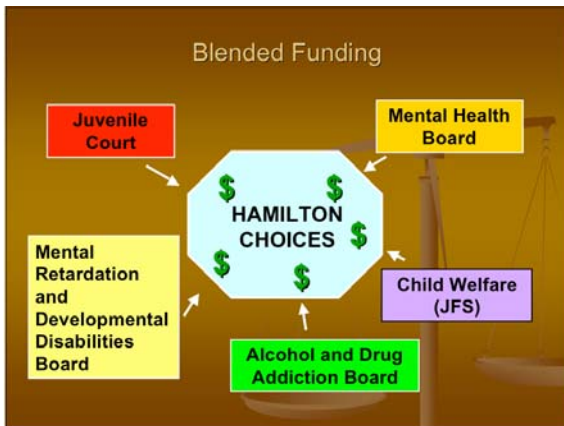 Blended Funding
Juvenile
Court
Mental Health
Board
$ $
HAMILTON
CHOICES
$
$
$
Mental
Retardation
and
Developmental
Disabilities
Board
Child Welfare
(JFS)
Alcohol and Drug
Addiction Board